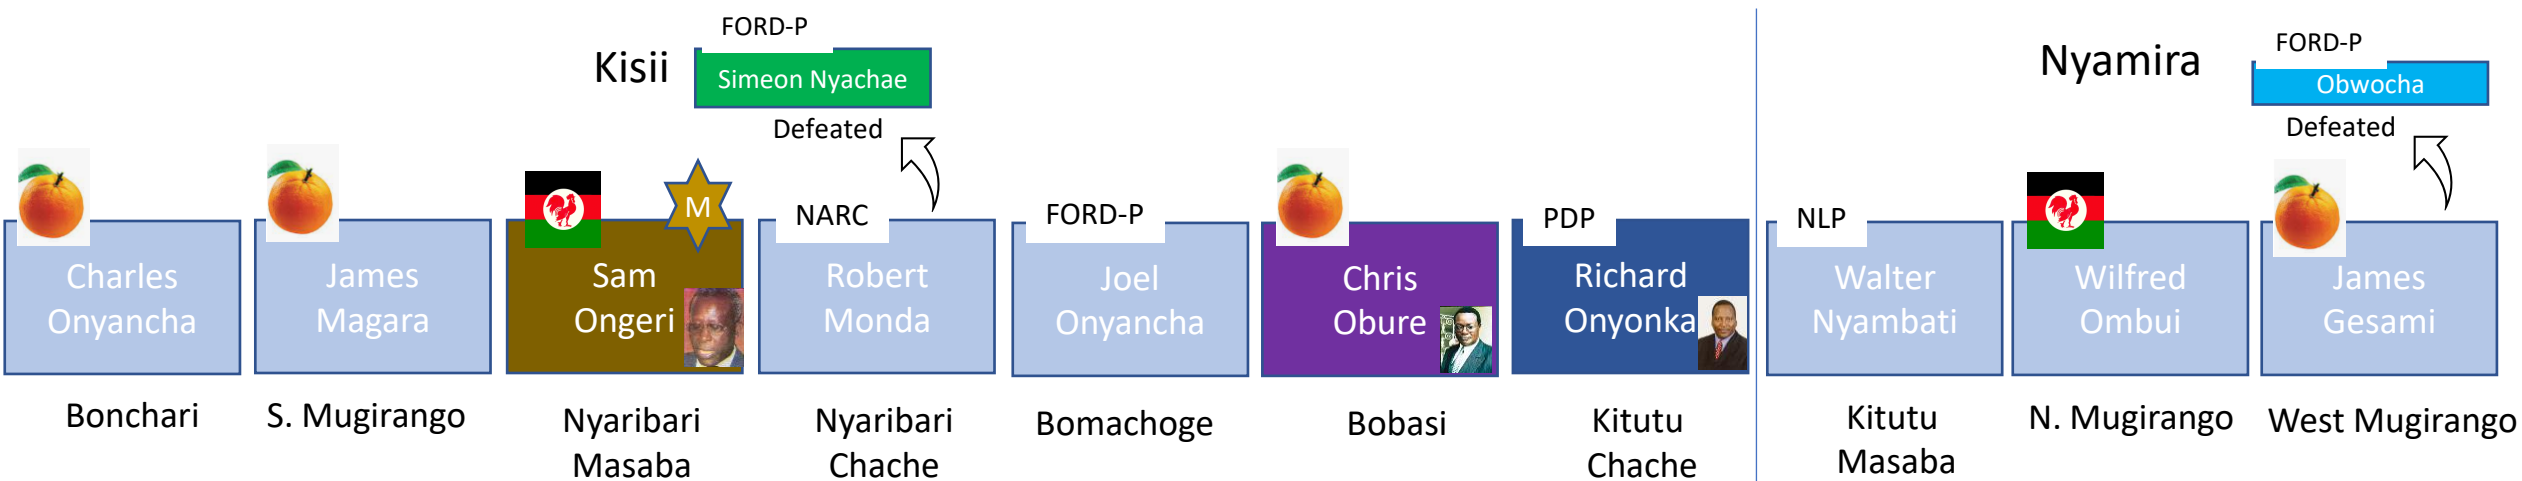 Kisii
FORD-P
Simeon Nyachae
Defeated
Nyamira
FORD-P
Obwocha
Defeated
Charles
Onyancha
Bonchari
James
Magara
S. Mugirango
M
Sam
Ongeri
Nyaribari
Masaba
NARC
Robert
Monda
Nyaribari
Chache
FORD-P
Joel
Onyancha
Bomachoge
Chris
Obure
Bobasi
PDP
Richard
Onyonka
Kitutu
Chache
NLP
Walter
Nyambati
Kitutu
Masaba
Wilfred
Ombui
N. Mugirango
James
Gesami
West Mugirango